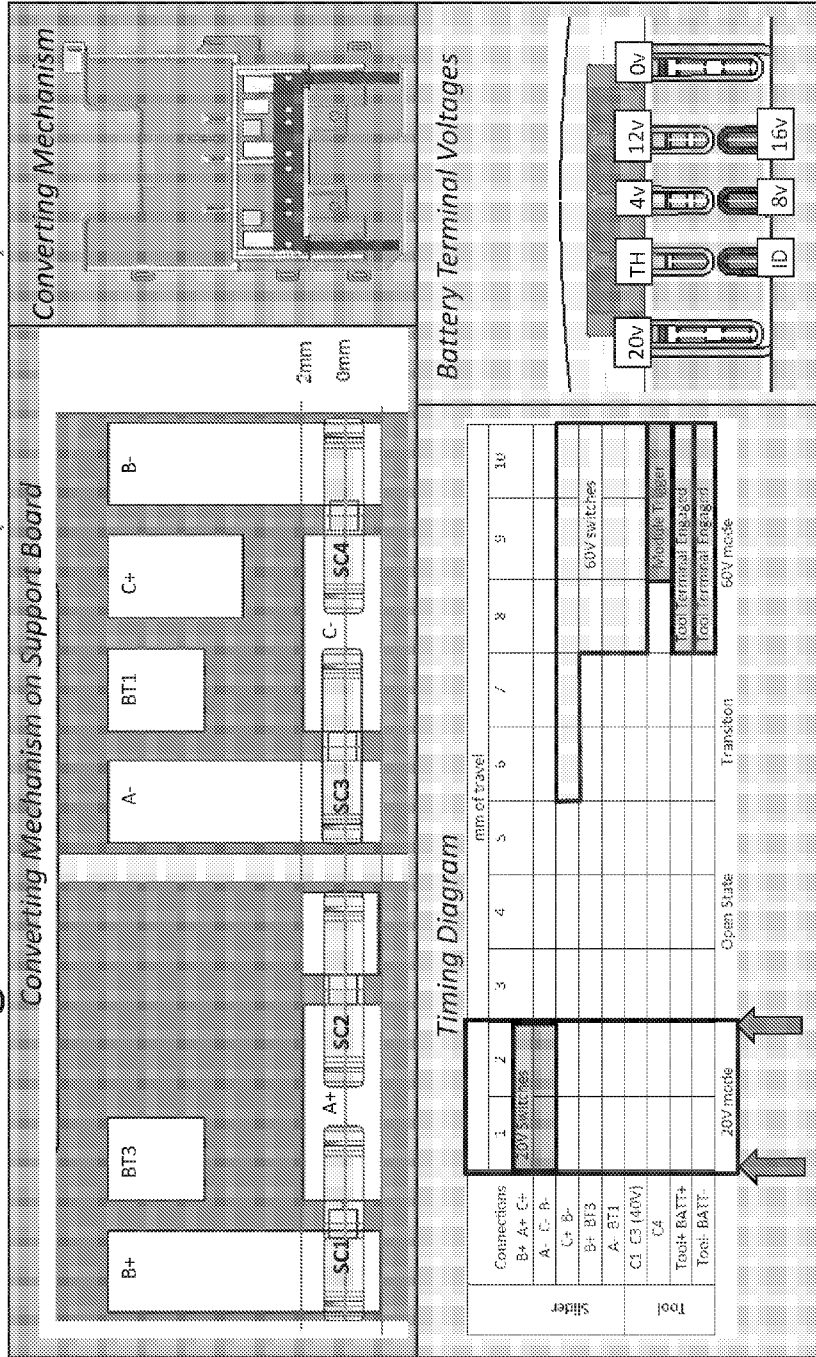 Converting Mechanism on Support Board
B+
BT3
A+
A-
BT1
C+
C-
B-
SC1
SC2
SC3
SC4
2mm
0mm
Converting Mechanism
Timing Diagram
mm of travel
Connections
1
2
3
4
5
6
7
8
9
10
Slider
B+ A+ C+
20V Switches
A- C- B-
C+ B-
B+ BT3
60V switches
A- BT1
Tool
C1 C3 (40V)
C4
Module Trigger
Tool+ BATT+
Tool Terminal Engaged
Tool- BATT-
Tool Terminal Engaged
20V mode
Open State
Transition
60V mode
Battery Terminal Voltages
20v
TH
4v
12v
0v
ID
8v
16v